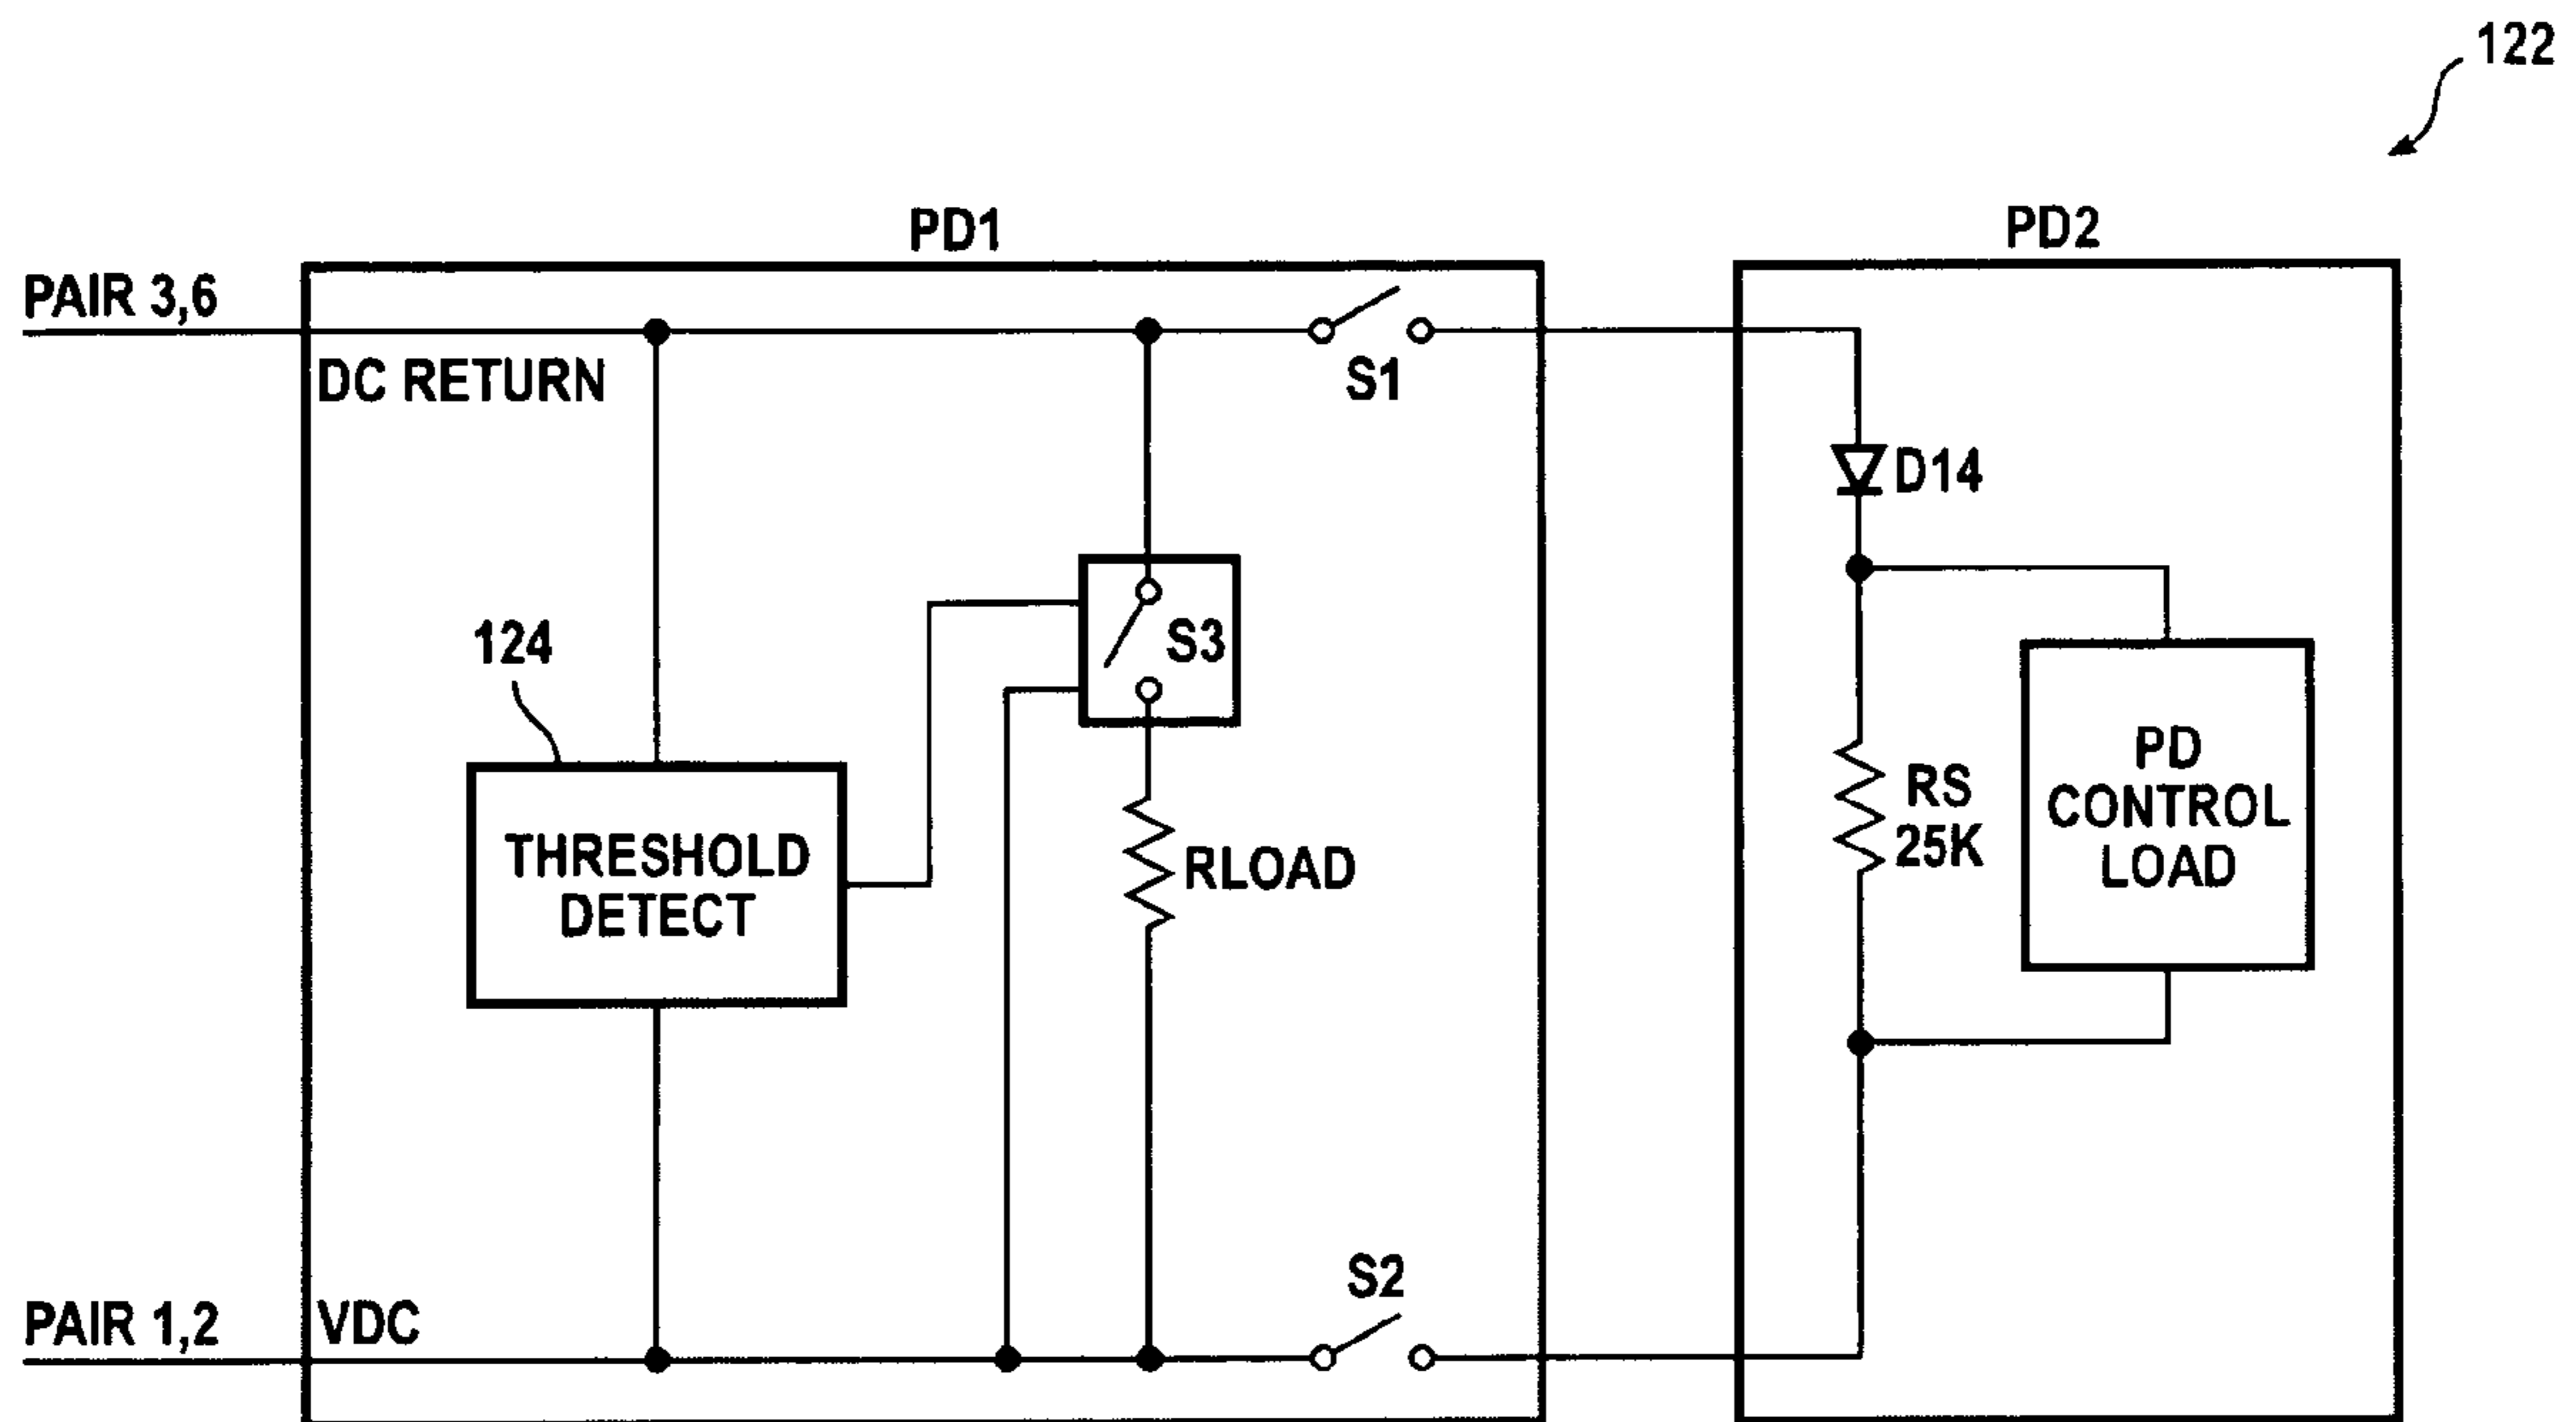 122
PD1
PD2
PAIR 3,6
DC RETURN
S1
D14
S3
124
THRESHOLD
DETECT
RLOAD
RS
25K
PD
CONTROL
LOAD
S2
PAIR 1,2
VDC